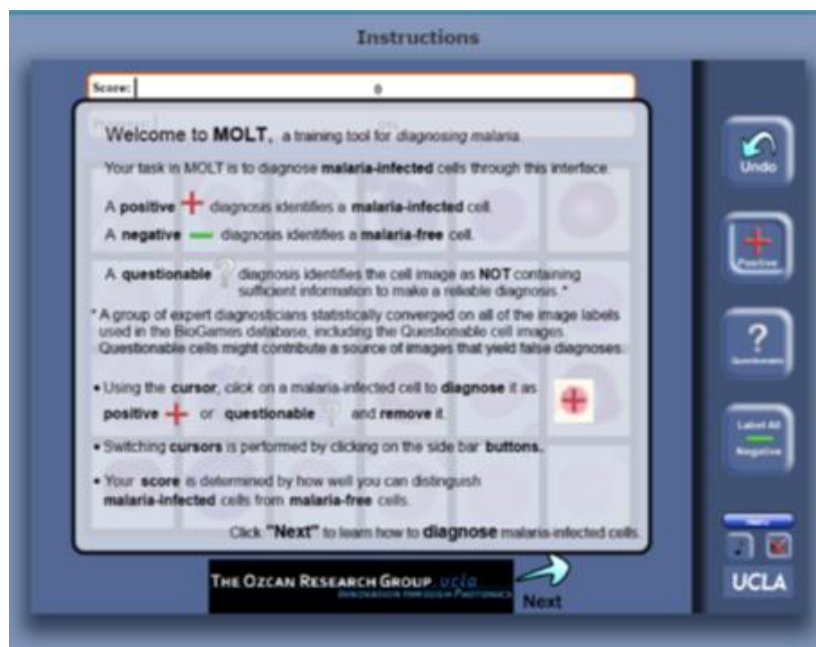 Instructions
Score: 0
Welcome to MOLT, a training tool for diagnosing malaria.
Your task in MOLT is to diagnose malaria-infected cells through this interface.
A positive + diagnosis identifies a malaria-infected cell.
A negative − diagnosis identifies a malaria-free cell.
A questionable ? diagnosis identifies the cell image as NOT containing
sufficient information to make a reliable diagnosis.*
* A group of expert diagnosticians statistically converged on all of the image labels
used in the BioGames database, including the Questionable cell images.
Questionable cells might contribute a source of images that yield false diagnoses.
• Using the cursor, click on a malaria-infected cell to diagnose it as
positive + or questionable ? and remove it.
• Switching cursors is performed by clicking on the side bar buttons.
• Your score is determined by how well you can distinguish
malaria-infected cells from malaria-free cells.
Click "Next" to learn how to diagnose malaria-infected cells.
THE OZCAN RESEARCH GROUP ucla
INNOVATION THROUGH PHOTONICS
Next
Undo
Positive
?
Questionable
Label All
Negative
UCLA